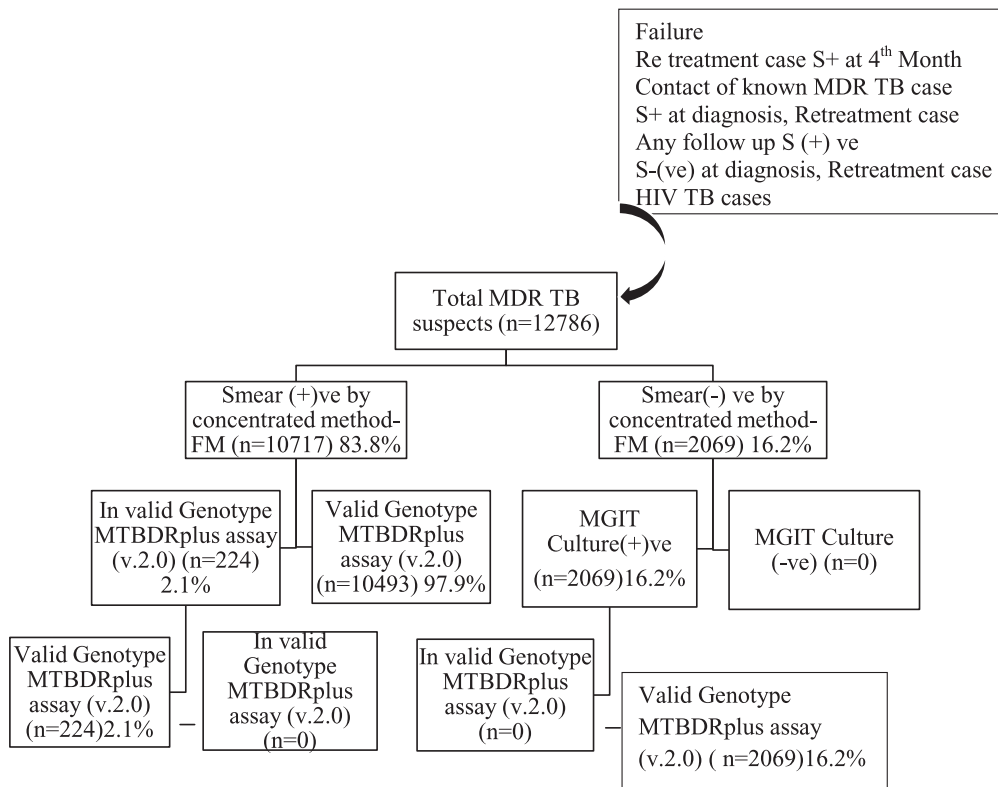 Failure
Re treatment case S+ at 4th Month
Contact of known MDR TB case
S+ at diagnosis, Retreatment case
Any follow up S (+) ve
S-(ve) at diagnosis, Retreatment case
HIV TB cases
Total MDR TB
suspects (n=12786)
Smear (+)ve by
concentrated method-
FM (n=10717) 83.8%
Smear(-) ve by
concentrated method-
FM (n=2069) 16.2%
In valid Genotype
MTBDRplus assay
(v.2.0) (n=224)
2.1%
Valid Genotype
MTBDRplus
assay (v.2.0)
(n=10493) 97.9%
MGIT
Culture(+)ve
(n=2069)16.2%
MGIT Culture
(-ve) (n=0)
Valid Genotype
MTBDRplus
assay (v.2.0)
(n=224)2.1%
In valid
Genotype
MTBDRplus
assay (v.2.0)
(n=0)
In valid Genotype
MTBDRplus
assay (v.2.0)
(n=0)
Valid Genotype
MTBDRplus assay
(v.2.0) ( n=2069)16.2%